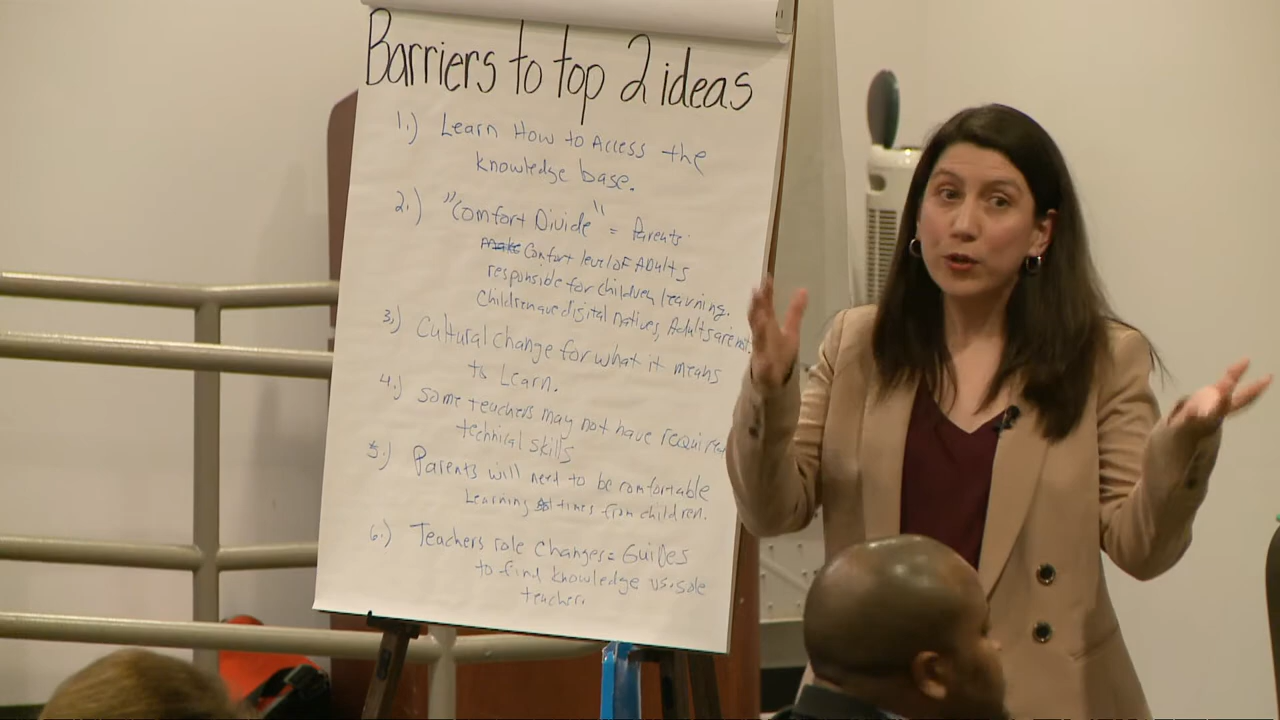 Barriers to top 2 ideas
1.) Learn How to Access the
knowledge base.
2.) "Comfort Divide" = Parents
Comfort level of Adults
responsible for children learning.
Children are digital natives, Adults are not.
3.) Cultural change for what it means
to Learn.
4.) some teachers may not have required
technical skills
5.) Parents will need to be comfortable
Learning at times from children.
6.) Teachers role changes = Guides
to find knowledge vs. sole
teacher.